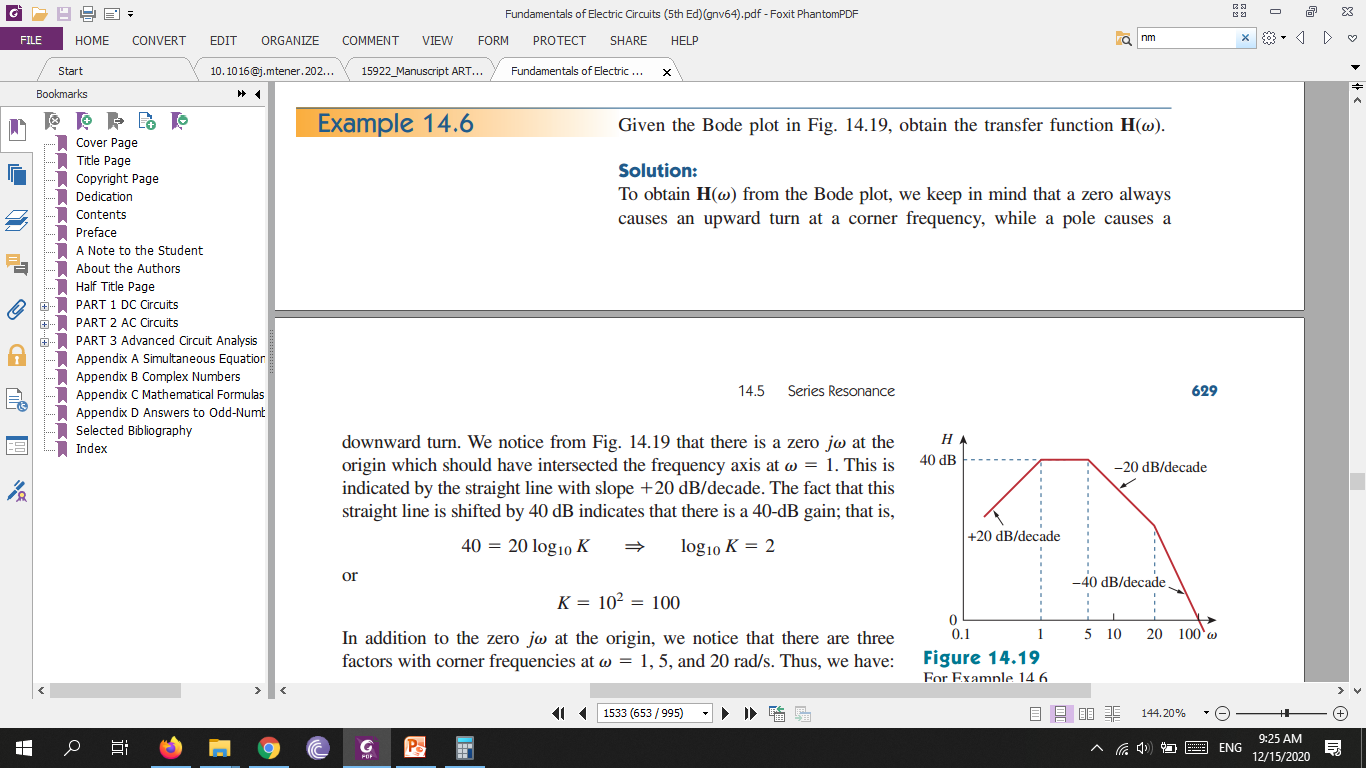 Fundamentals of Electric Circuits (5th Ed)(gnv64).pdf - Foxit PhantomPDF
FILE HOME CONVERT EDIT ORGANIZE COMMENT VIEW FORM PROTECT SHARE HELP
nm
Start
10.1016@j.mtener.202...
15922_Manuscript ART...
Fundamentals of Electric ...
Bookmarks
Cover Page
Title Page
Copyright Page
Dedication
Contents
Preface
A Note to the Student
About the Authors
Half Title Page
PART 1 DC Circuits
PART 2 AC Circuits
PART 3 Advanced Circuit Analysis
Appendix A Simultaneous Equation
Appendix B Complex Numbers
Appendix C Mathematical Formulas
Appendix D Answers to Odd-Numb
Selected Bibliography
Index
Example 14.6
Given the Bode plot in Fig. 14.19, obtain the transfer function H(ω).
Solution:
To obtain H(ω) from the Bode plot, we keep in mind that a zero always
causes an upward turn at a corner frequency, while a pole causes a
14.5 Series Resonance
629
downward turn. We notice from Fig. 14.19 that there is a zero jω at the
origin which should have intersected the frequency axis at ω = 1. This is
indicated by the straight line with slope +20 dB/decade. The fact that this
straight line is shifted by 40 dB indicates that there is a 40-dB gain; that is,
40 = 20 log₁₀ K ⇒ log₁₀ K = 2
or
K = 10² = 100
In addition to the zero jω at the origin, we notice that there are three
factors with corner frequencies at ω = 1, 5, and 20 rad/s. Thus, we have:
H
40 dB
−20 dB/decade
+20 dB/decade
−40 dB/decade
0
0.1 1 5 10 20 100 ω
Figure 14.19
For Example 14.6
1533 (653 / 995)
144.20%
ENG
9:25 AM
12/15/2020